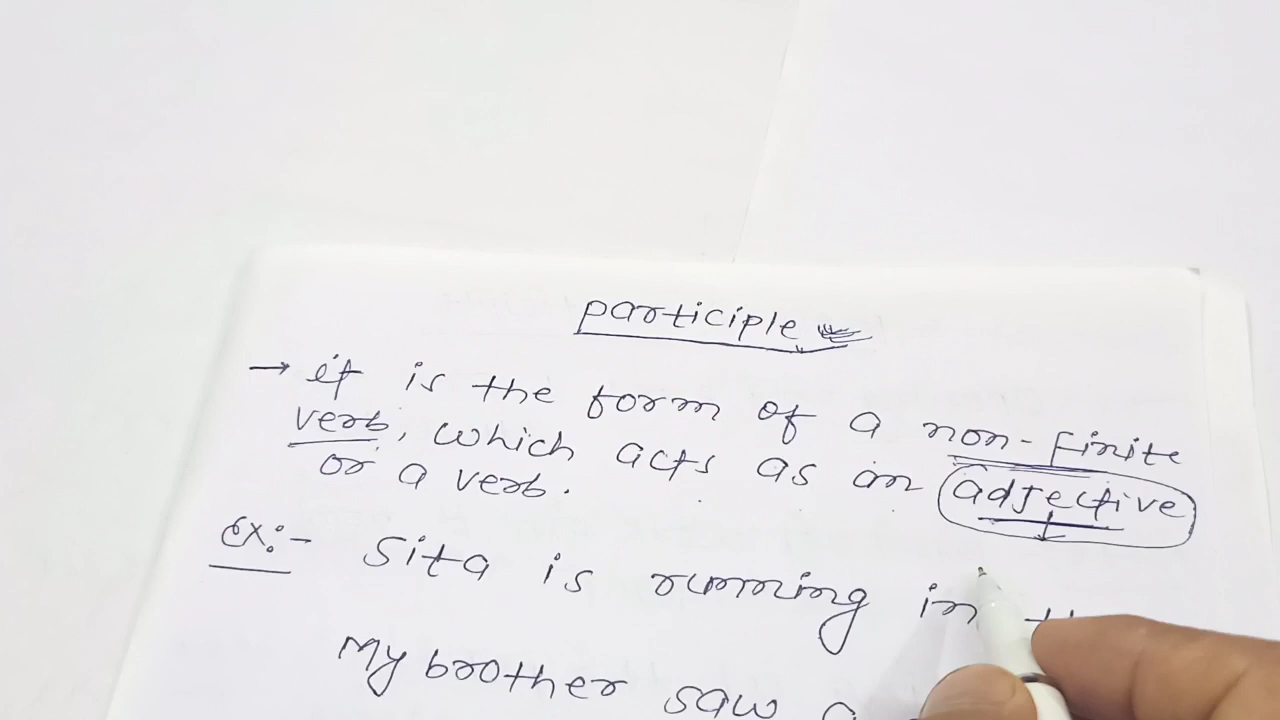 participle
→ it is the form of a non-finite
verb, which acts as an adjective
or a verb.
Ex:- Sita is running in
My brother saw a